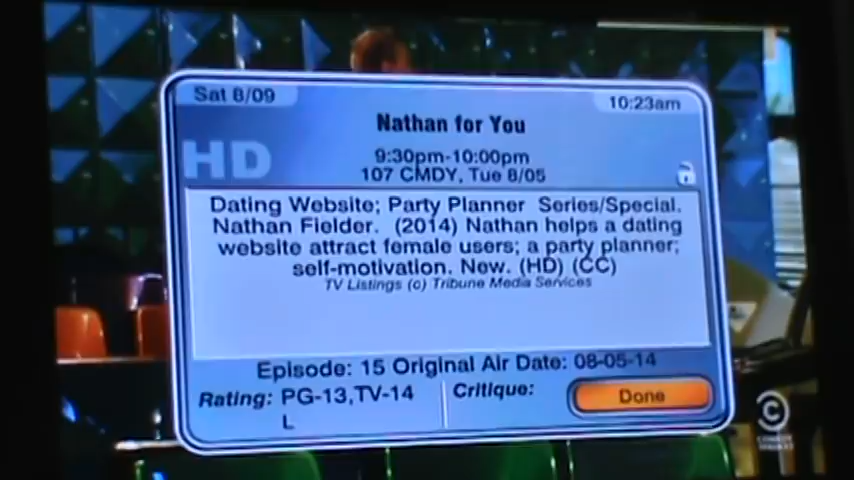 Sat 8/09
10:23am
Nathan for You
HD
9:30pm-10:00pm
107 CMDY, Tue 8/05
Dating Website; Party Planner Series/Special.
Nathan Fielder. (2014) Nathan helps a dating
website attract female users; a party planner;
self-motivation. New. (HD) (CC)
TV Listings (c) Tribune Media Services
Episode: 15 Original Air Date: 08-05-14
Rating: PG-13,TV-14
L
Critique:
Done
COMEDY
CENTRAL